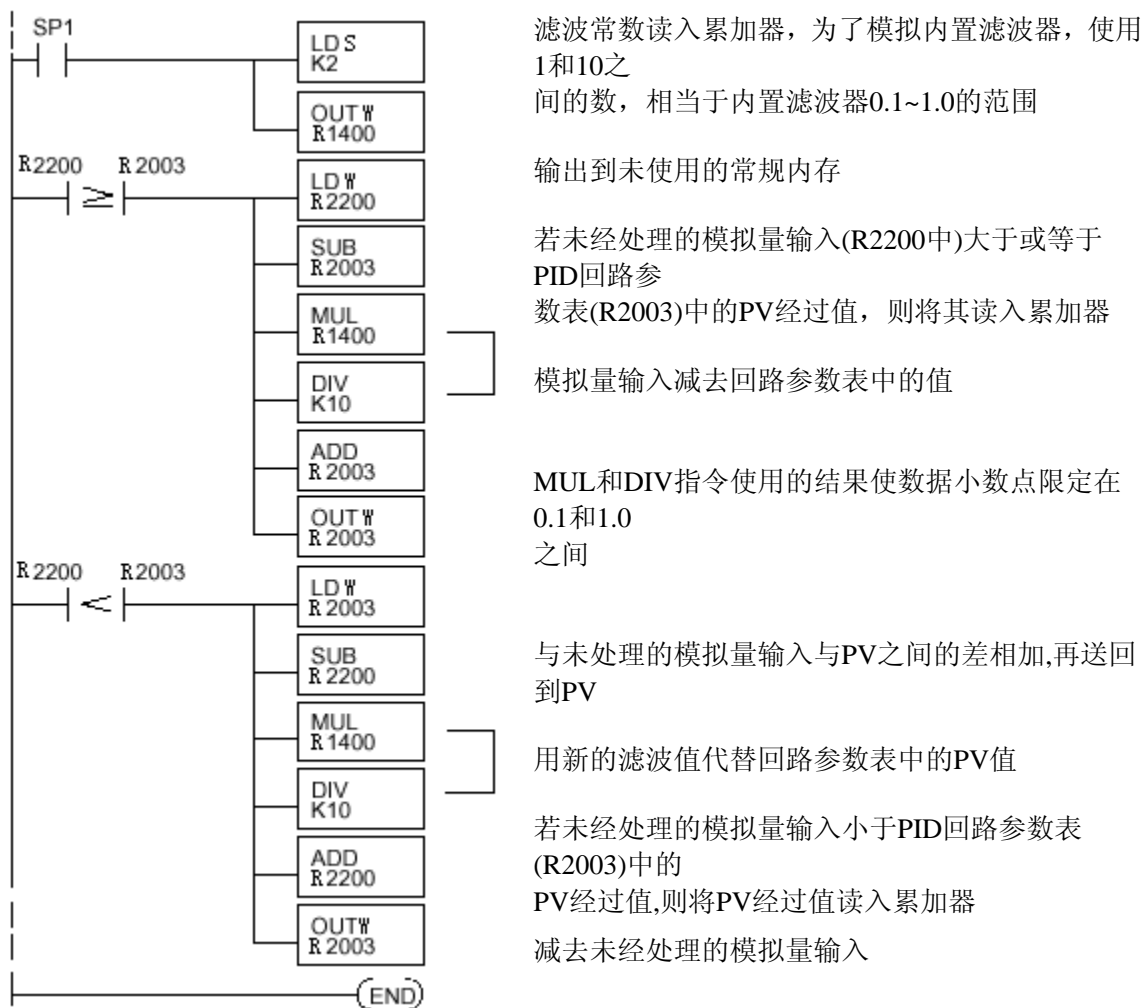 SP1
LDS
K2
OUTW
R1400
R2200 R2003
≥
LDW
R2200
SUB
R2003
MUL
R1400
DIV
K10
ADD
R2003
OUTW
R2003
R2200 R2003
<
LDW
R2003
SUB
R2200
MUL
R1400
DIV
K10
ADD
R2200
OUTW
R2003
END
滤波常数读入累加器，为了模拟内置滤波器，使用
1和10之
间的数，相当于内置滤波器0.1~1.0的范围
输出到未使用的常规内存
若未经处理的模拟量输入(R2200中)大于或等于
PID回路参
数表(R2003)中的PV经过值，则将其读入累加器
模拟量输入减去回路参数表中的值
MUL和DIV指令使用的结果使数据小数点限定在
0.1和1.0
之间
与未处理的模拟量输入与PV之间的差相加,再送回
到PV
用新的滤波值代替回路参数表中的PV值
若未经处理的模拟量输入小于PID回路参数表
(R2003)中的
PV经过值,则将PV经过值读入累加器
减去未经处理的模拟量输入